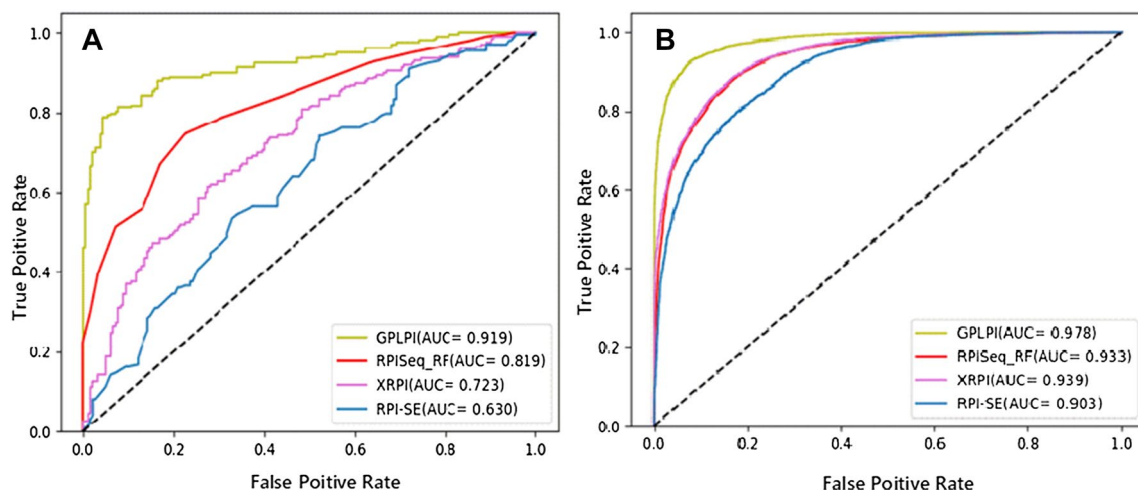 A
1.0
0.8
0.6
0.4
0.2
0.0
True Poitive Rate
GPLPI(AUC= 0.919)
RPISeq_RF(AUC= 0.819)
XRPI(AUC= 0.723)
RPI-SE(AUC= 0.630)
0.0 0.2 0.4 0.6 0.8 1.0
False Poitive Rate
B
1.0
0.8
0.6
0.4
0.2
0.0
True Poitive Rate
GPLPI(AUC= 0.978)
RPISeq_RF(AUC= 0.933)
XRPI(AUC= 0.939)
RPI-SE(AUC= 0.903)
0.0 0.2 0.4 0.6 0.8 1.0
False Poitive Rate